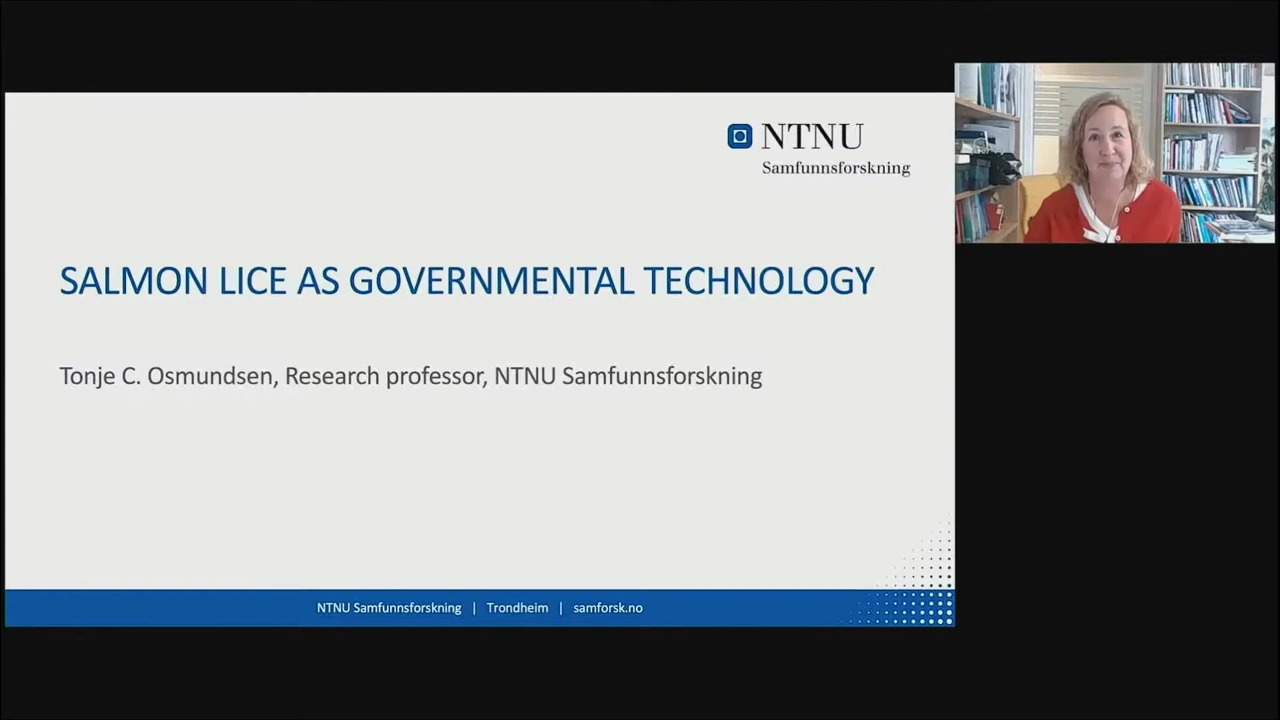 NTNU
Samfunnsforskning
SALMON LICE AS GOVERNMENTAL TECHNOLOGY
Tonje C. Osmundsen, Research professor, NTNU Samfunnsforskning
NTNU Samfunnsforskning | Trondheim | samforsk.no